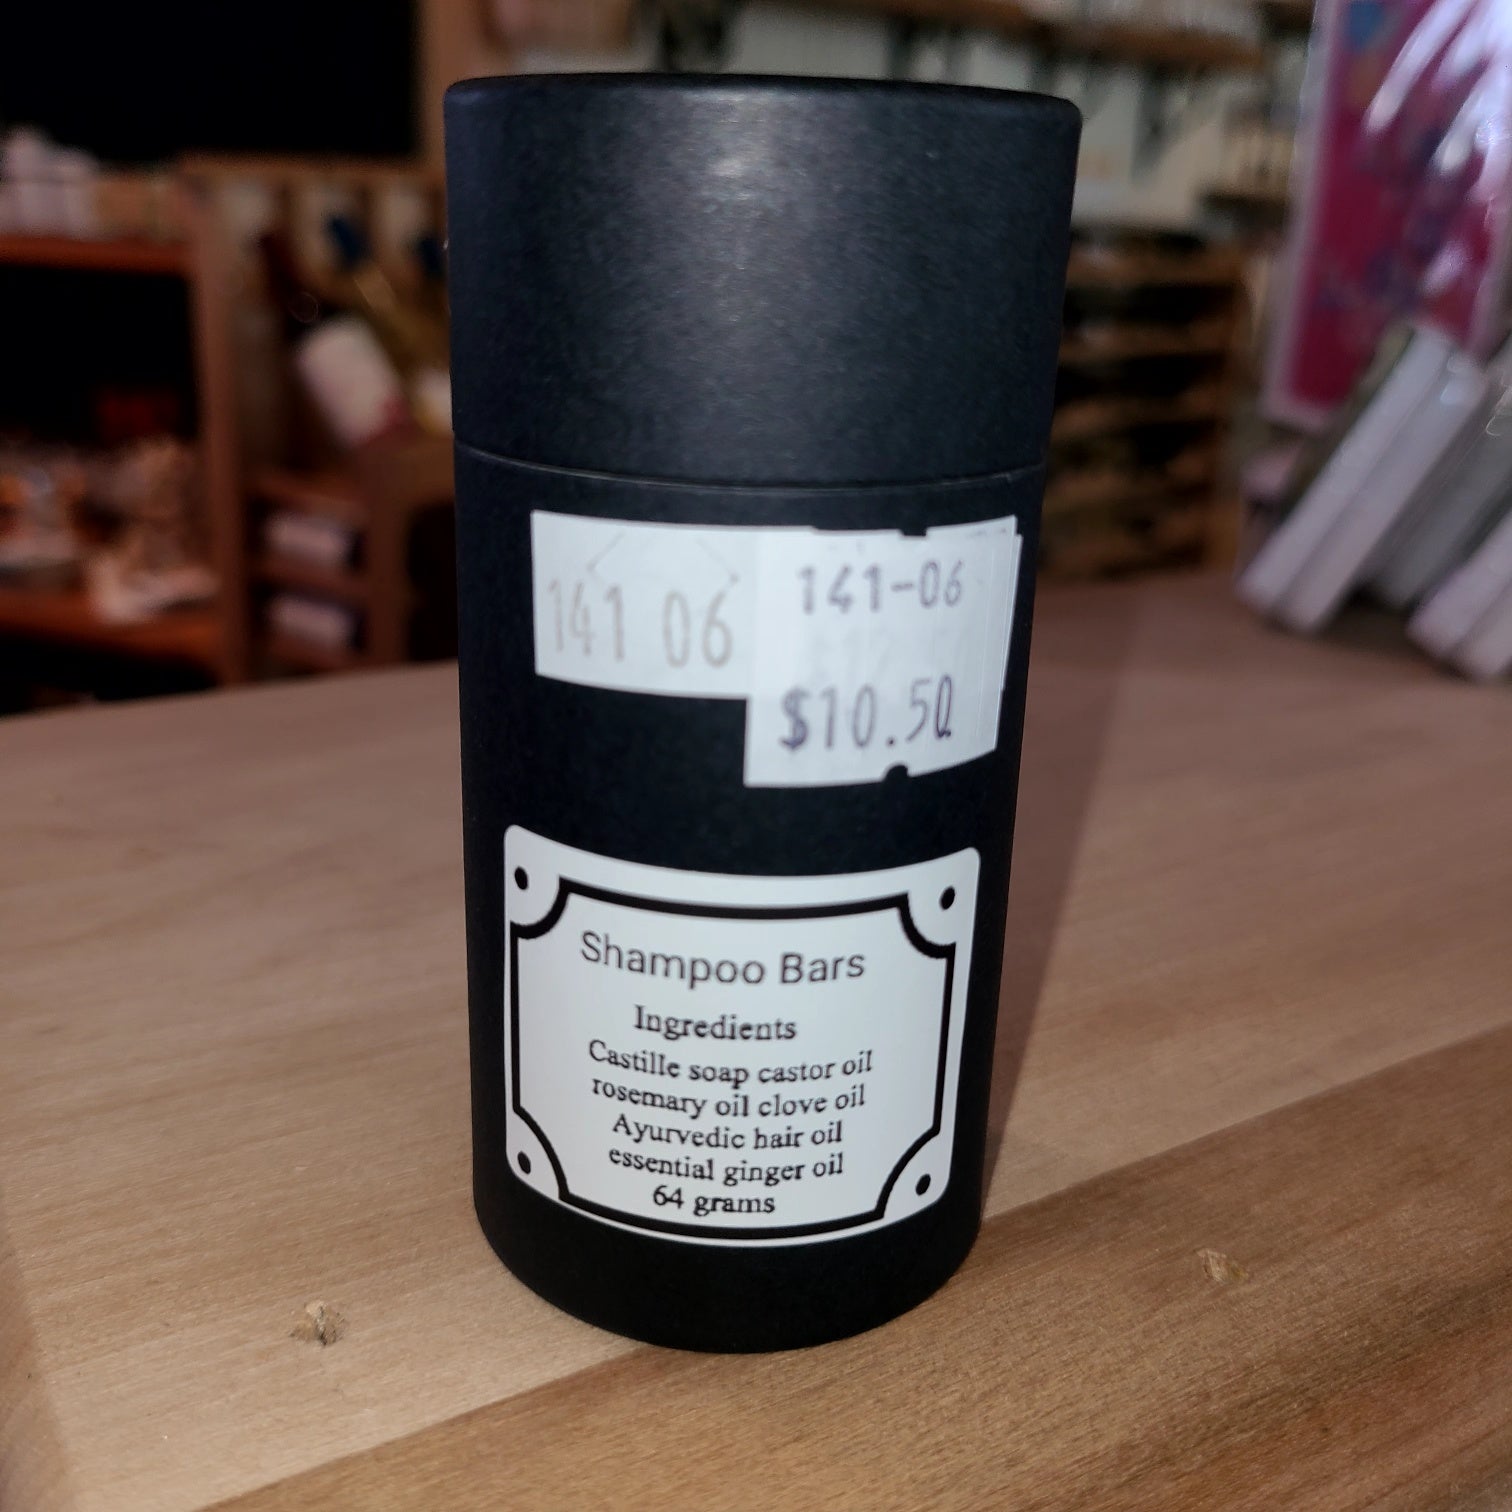 141 06
141-06
$10.50
Shampoo Bars
Ingredients
Castille soap castor oil
rosemary oil clove oil
Ayurvedic hair oil
essential ginger oil
64 grams